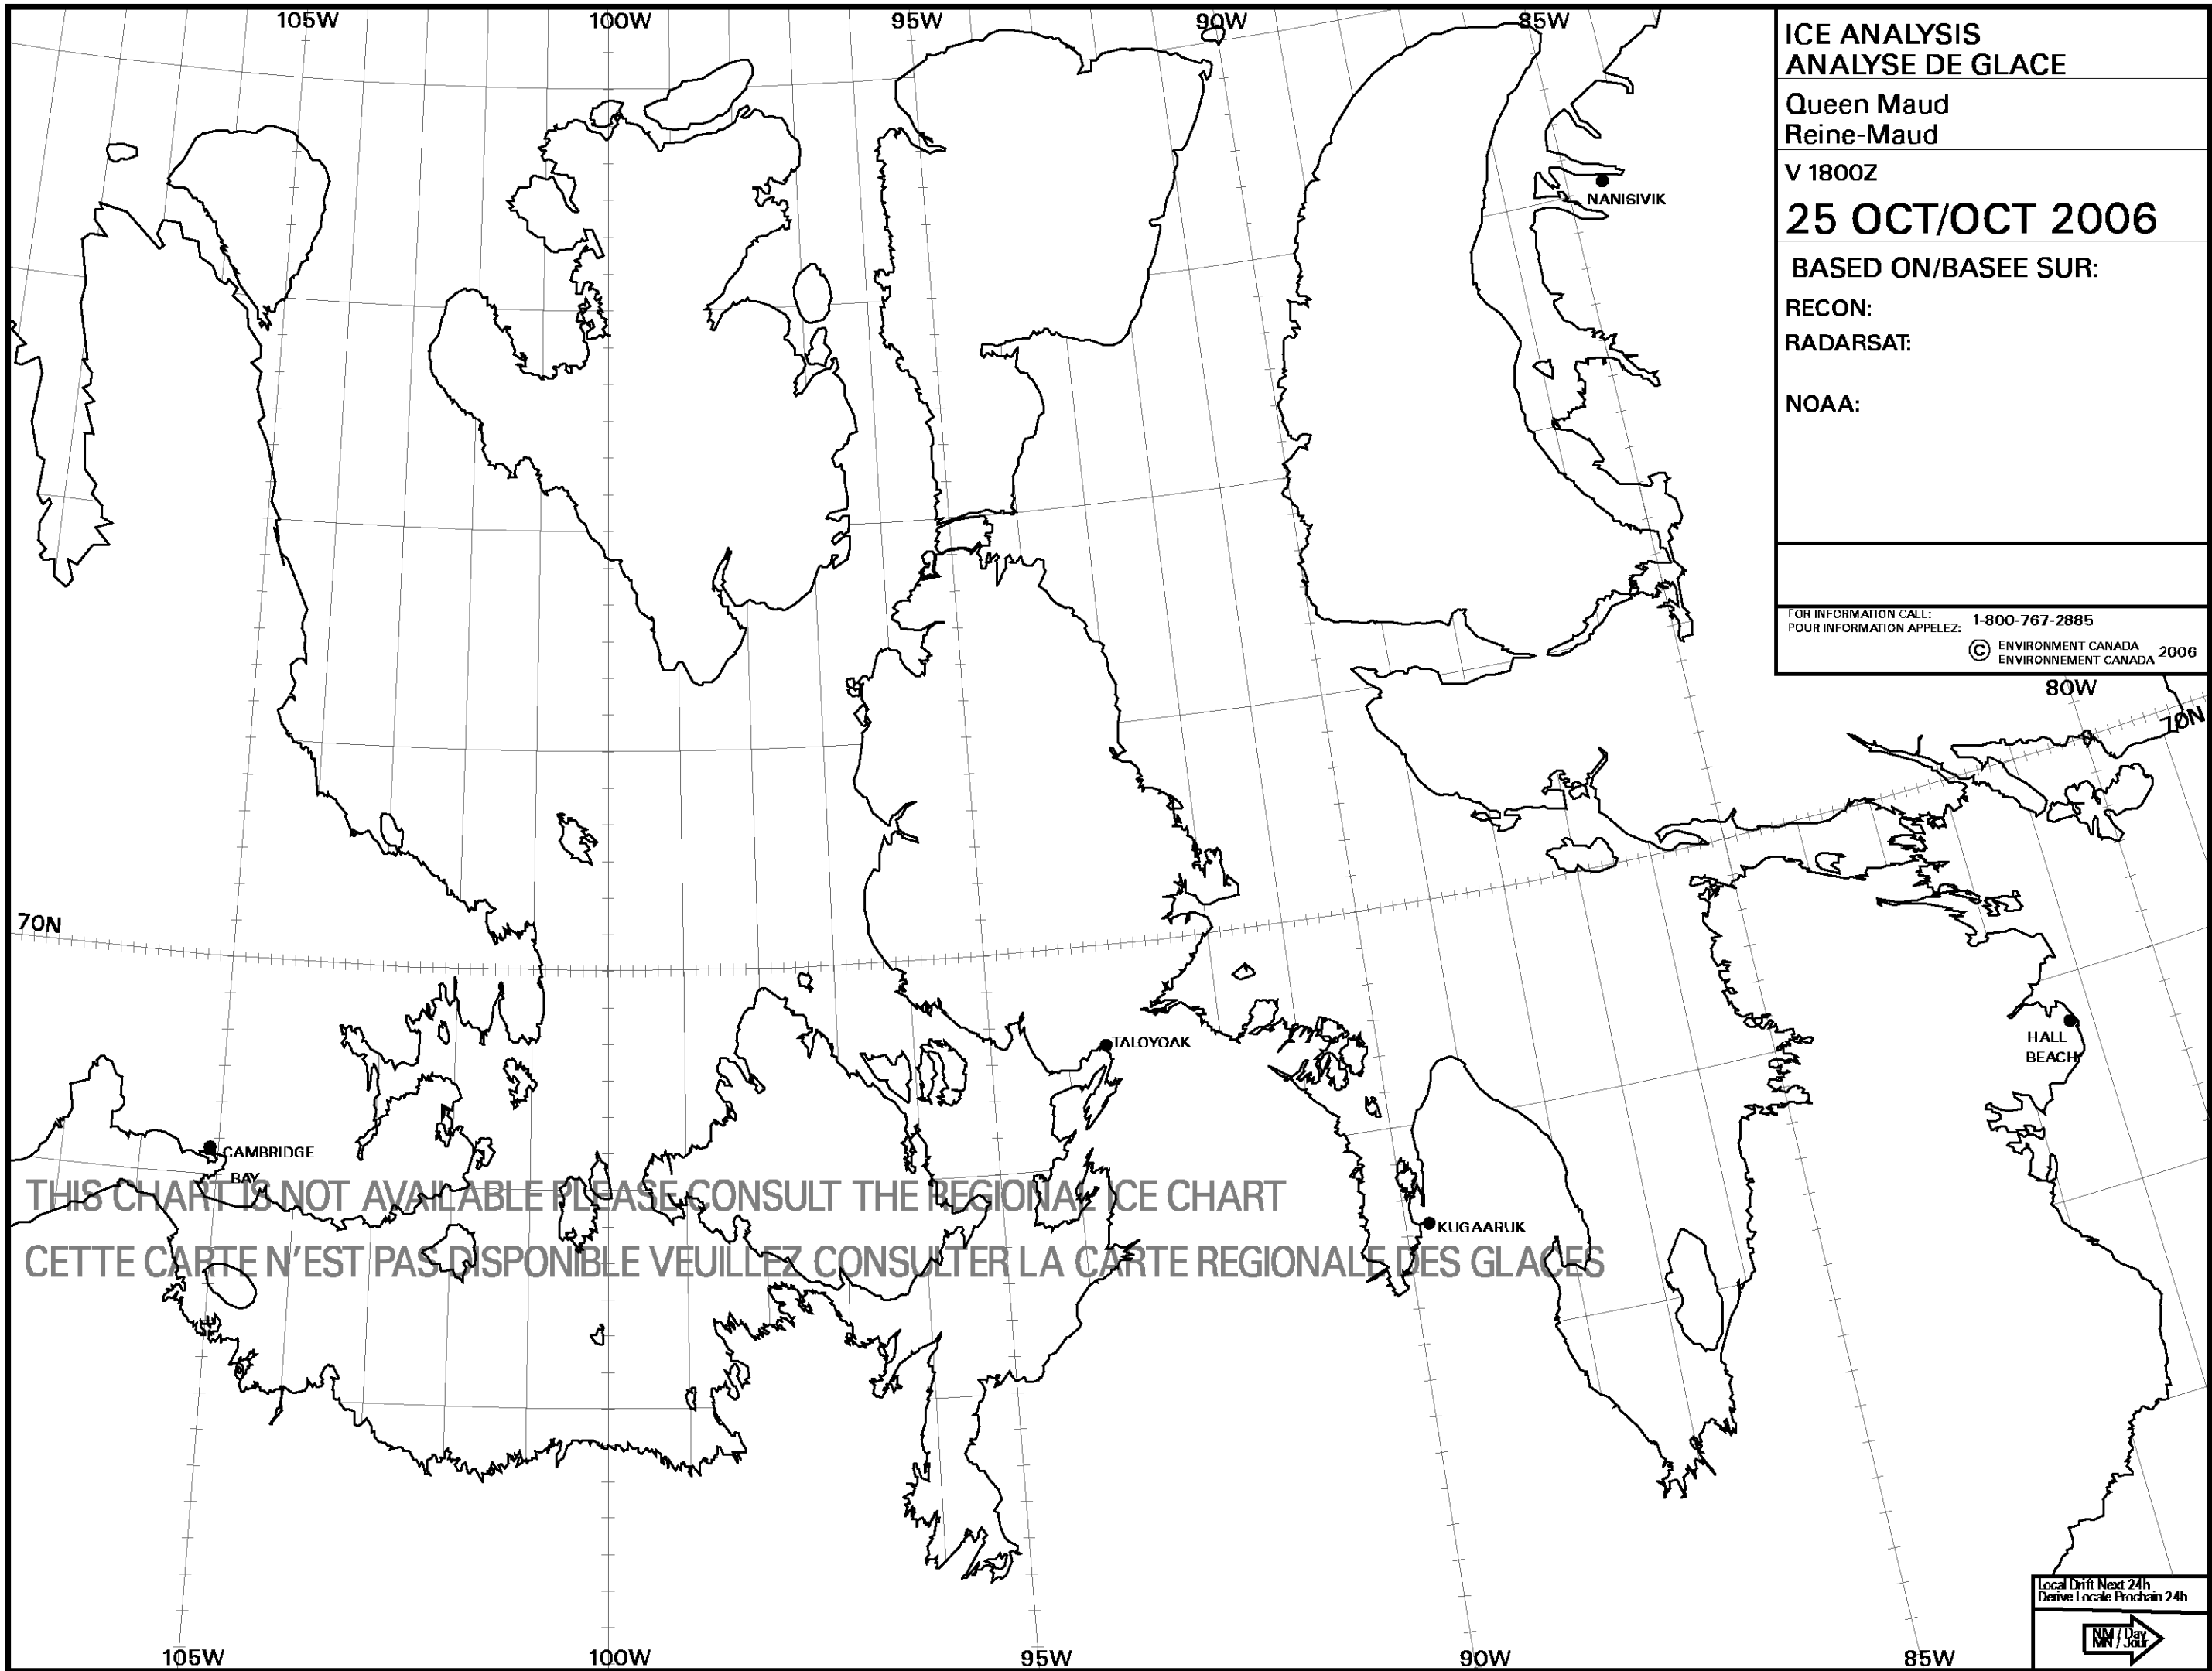 105W 100W 95W 90W 85W
ICE ANALYSIS
ANALYSE DE GLACE
Queen Maud
Reine-Maud
V 1800Z
25 OCT/OCT 2006
BASED ON/BASEE SUR:
RECON:
RADARSAT:
NOAA:
FOR INFORMATION CALL:
POUR INFORMATION APPELEZ:
1-800-767-2885
© ENVIRONMENT CANADA
ENVIRONNEMENT CANADA
2006
NANISIVIK
80W
70N
70N
TALOYOAK
HALL
BEACH
CAMBRIDGE
BAY
THIS CHART IS NOT AVAILABLE PLEASE CONSULT THE REGIONAL ICE CHART
KUGAARUK
CETTE CARTE N'EST PAS DISPONIBLE VEUILLEZ CONSULTER LA CARTE REGIONALE DES GLACES
Local Drift Next 24h
Derive Locale Prochain 24h
NM / Day
MN / Jour
105W 100W 95W 90W 85W